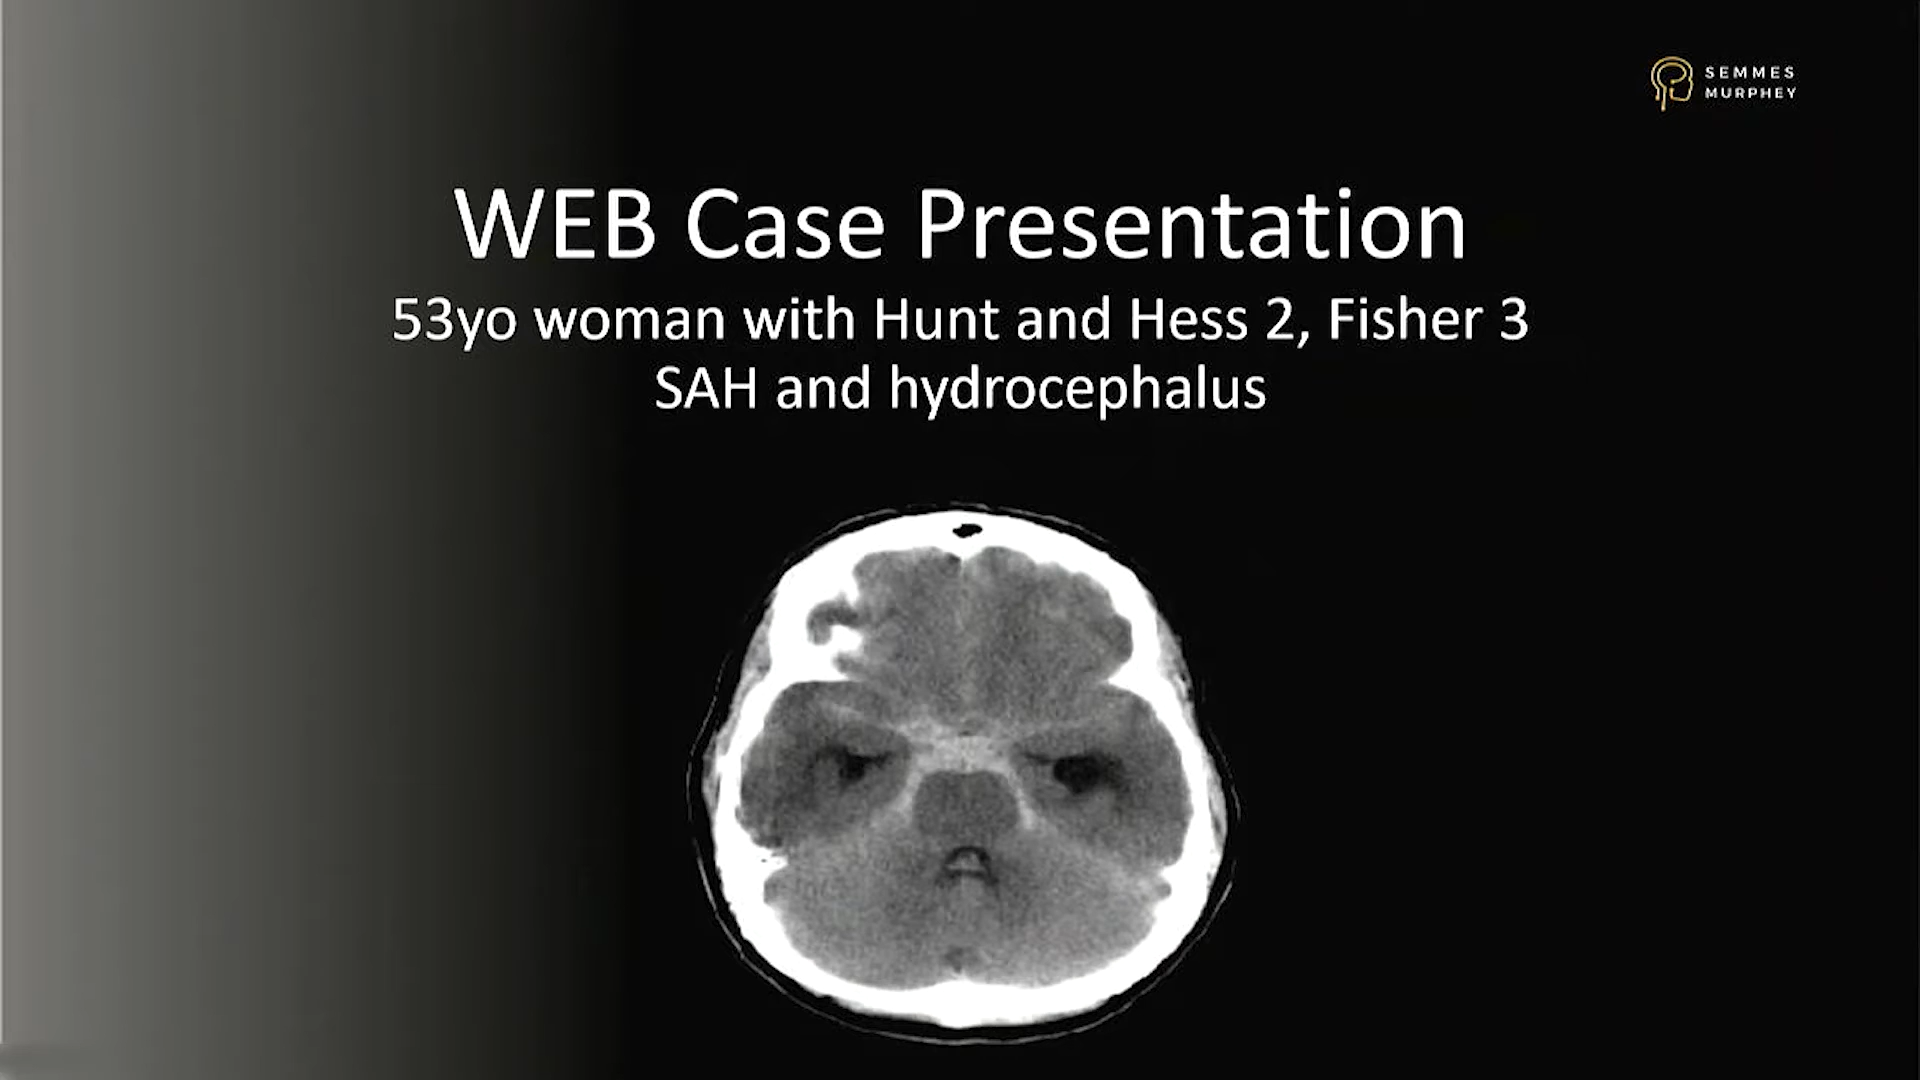 SEMMES
MURPHEY
WEB Case Presentation
53yo woman with Hunt and Hess 2, Fisher 3
SAH and hydrocephalus